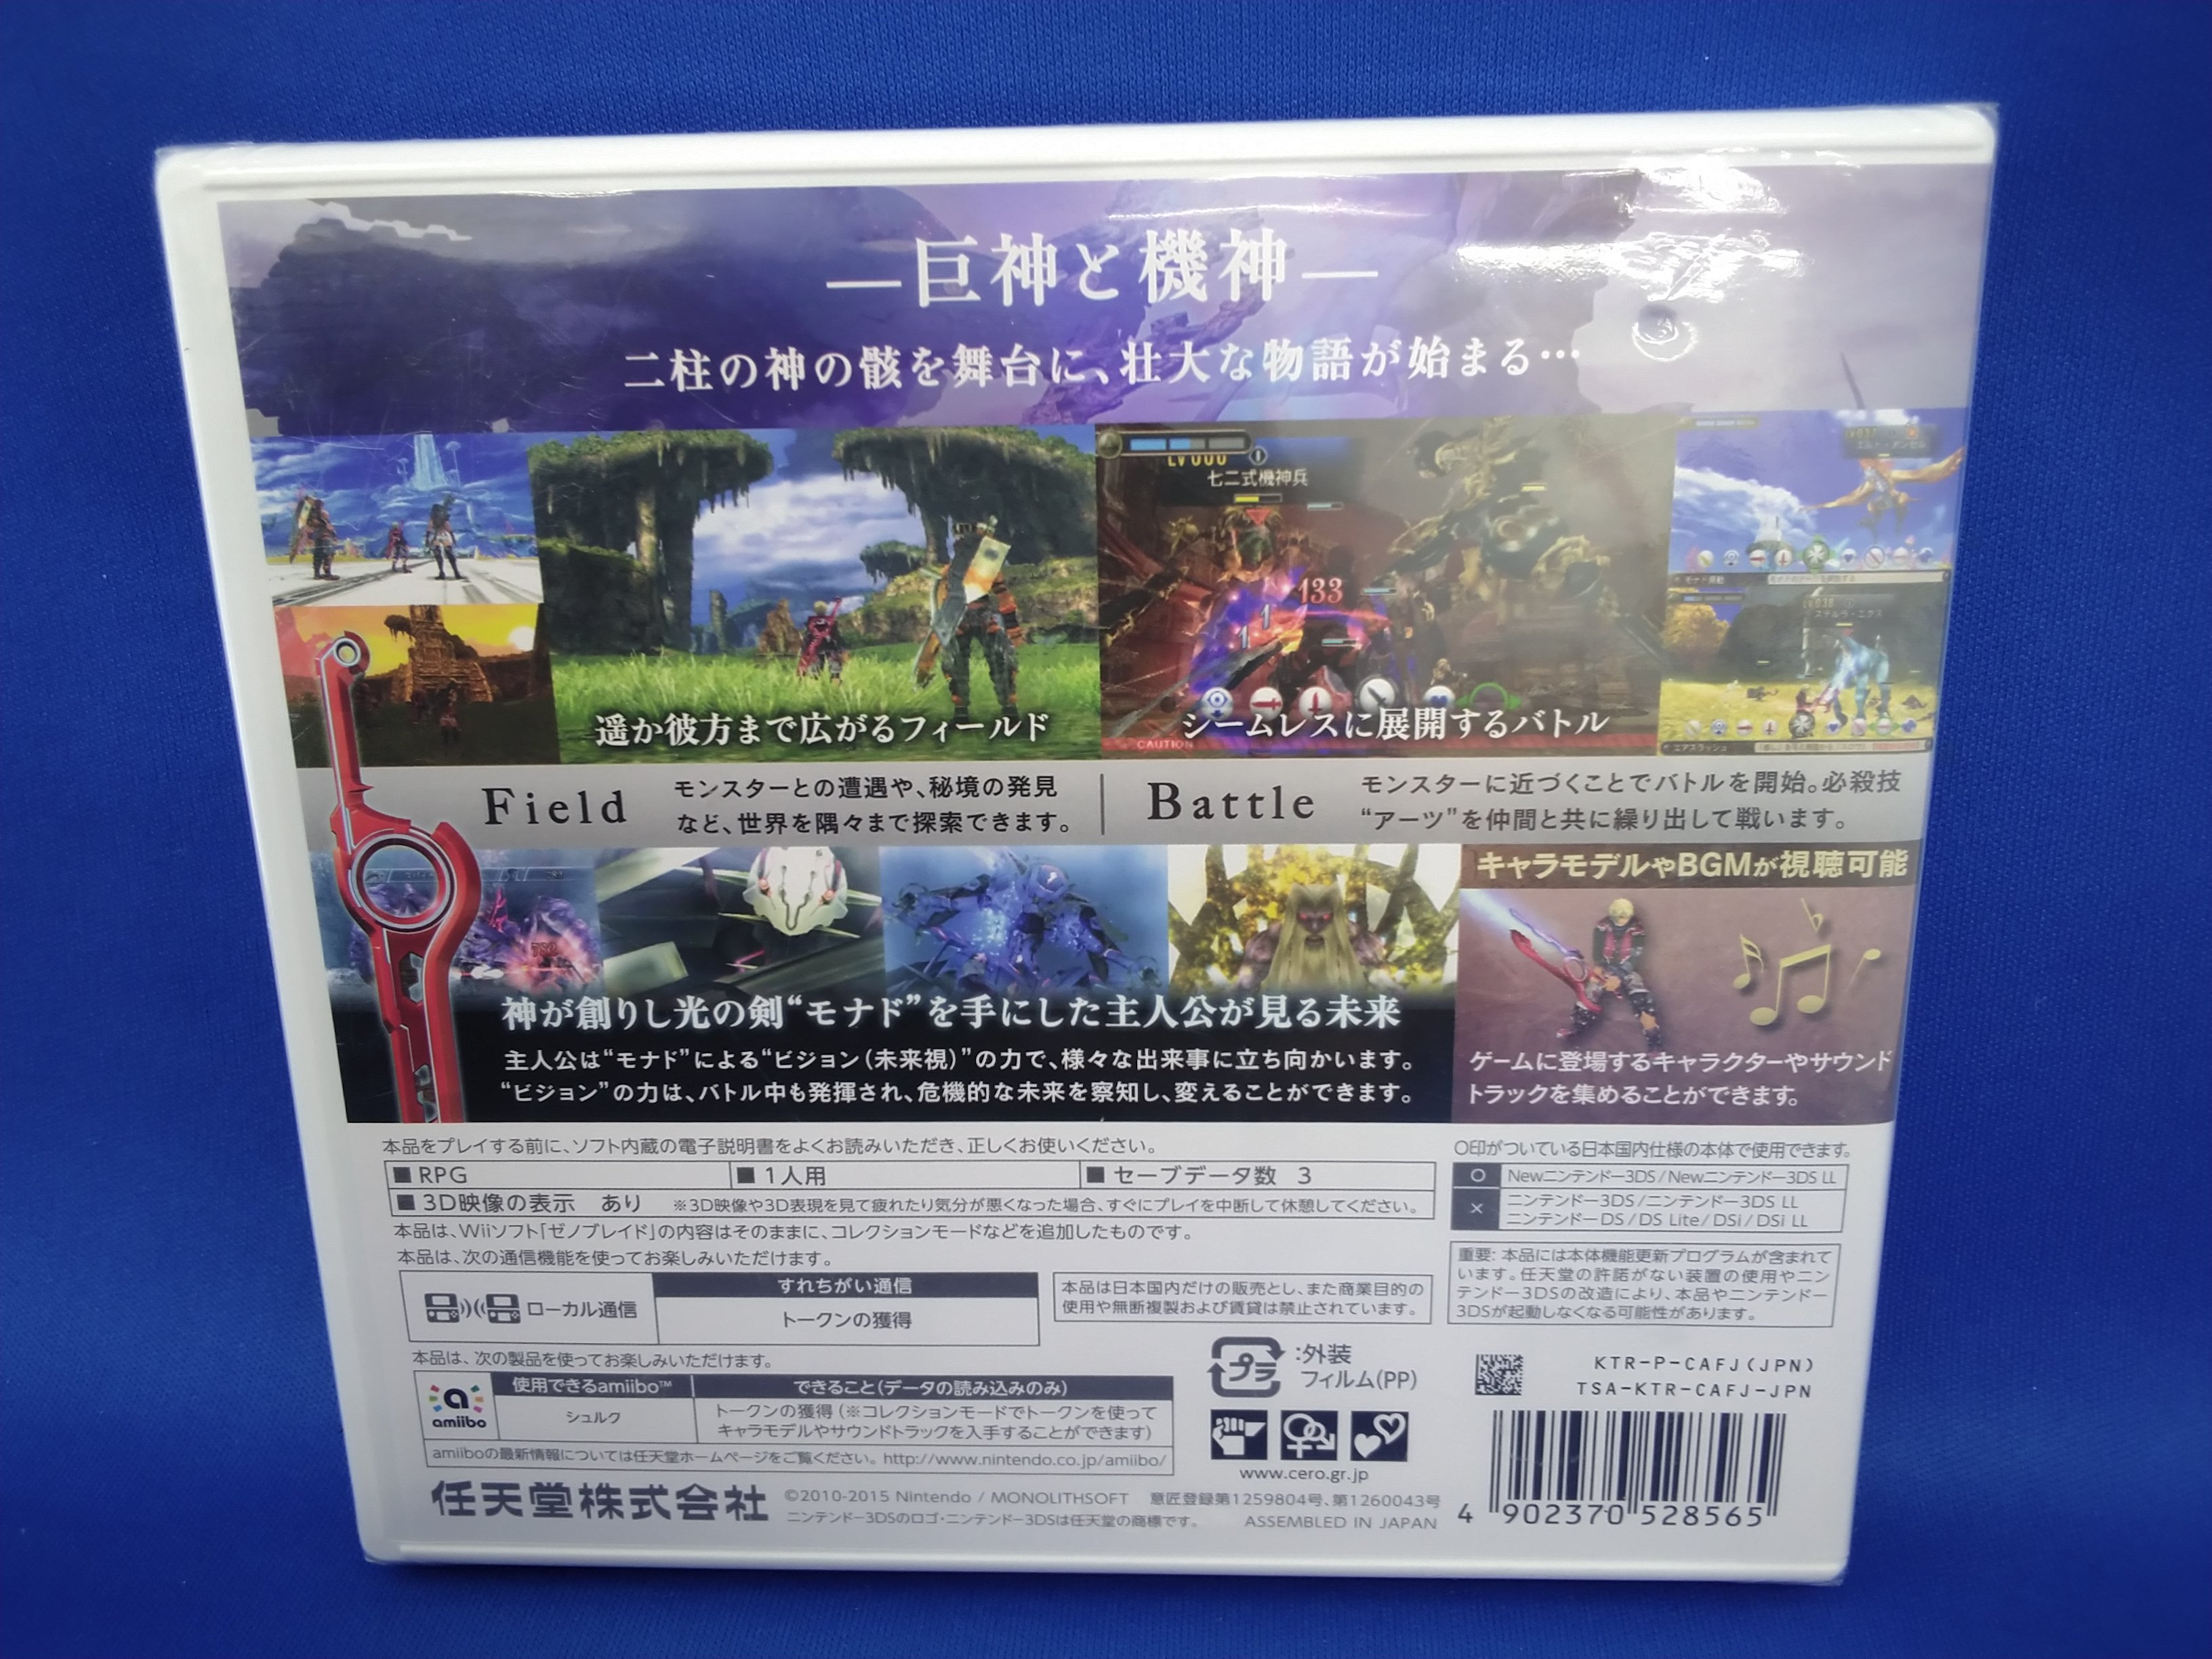 ―巨神と機神―
二柱の神の骸を舞台に、壮大な物語が始まる…
七二式機神兵
133
遥か彼方まで広がるフィールド
シームレスに展開するバトル
CAUTION
エアスラッシュ
Field
モンスターとの遭遇や、秘境の発見
など、世界を隅々まで探索できます。
Battle
モンスターに近づくことでバトルを開始。必殺技
“アーツ”を仲間と共に繰り出して戦います。
神が創りし光の剣“モナド”を手にした主人公が見る未来
主人公は“モナド”による“ビジョン(未来視)”の力で、様々な出来事に立ち向かいます。
“ビジョン”の力は、バトル中も発揮され、危機的な未来を察知し、変えることができます。
キャラモデルやBGMが視聴可能
ゲームに登場するキャラクターやサウンド
トラックを集めることができます。
本品をプレイする前に、ソフト内蔵の電子説明書をよくお読みいただき、正しくお使いください。
■ RPG ■ 1人用 ■ セーブデータ数 3
■ 3D映像の表示 あり ※3D映像や3D表現を見て疲れたり気分が悪くなった場合、すぐにプレイを中断して休憩してください。
本品は、Wiiソフト「ゼノブレイド」の内容はそのままに、コレクションモードなどを追加したものです。
本品は、次の通信機能を使ってお楽しみいただけます。
ローカル通信
すれちがい通信
トークンの獲得
本品は日本国内だけの販売とし、また商業目的の
使用や無断複製および賃貸は禁止されています。
○印がついている日本国内仕様の本体で使用できます。
○ Newニンテンドー3DS / Newニンテンドー3DS LL
× ニンテンドー3DS/ニンテンドー3DS LL
ニンテンドーDS / DS Lite / DSi / DSi LL
重要: 本品には本体機能更新プログラムが含まれて
います。任天堂の許諾がない装置の使用やニン
テンドー3DSの改造により、本品やニンテンドー
3DSが起動しなくなる可能性があります。
本品は、次の製品を使ってお楽しみいただけます。
amiibo
使用できるamiibo™ できること(データの読み込みのみ)
シュルク
トークンの獲得(※コレクションモードでトークンを使って
キャラモデルやサウンドトラックを入手することができます)
amiiboの最新情報については任天堂ホームページをご覧ください。http://www.nintendo.co.jp/amiibo/
プラ
:外装
フィルム(PP)
www.cero.gr.jp
KTR-P-CAFJ(JPN)
TSA-KTR-CAFJ-JPN
4 902370 528565
任天堂株式会社
©2010-2015 Nintendo / MONOLITHSOFT 意匠登録第1259804号、第1260043号
ニンテンドー3DSのロゴ・ニンテンドー3DSは任天堂の商標です。 ASSEMBLED IN JAPAN